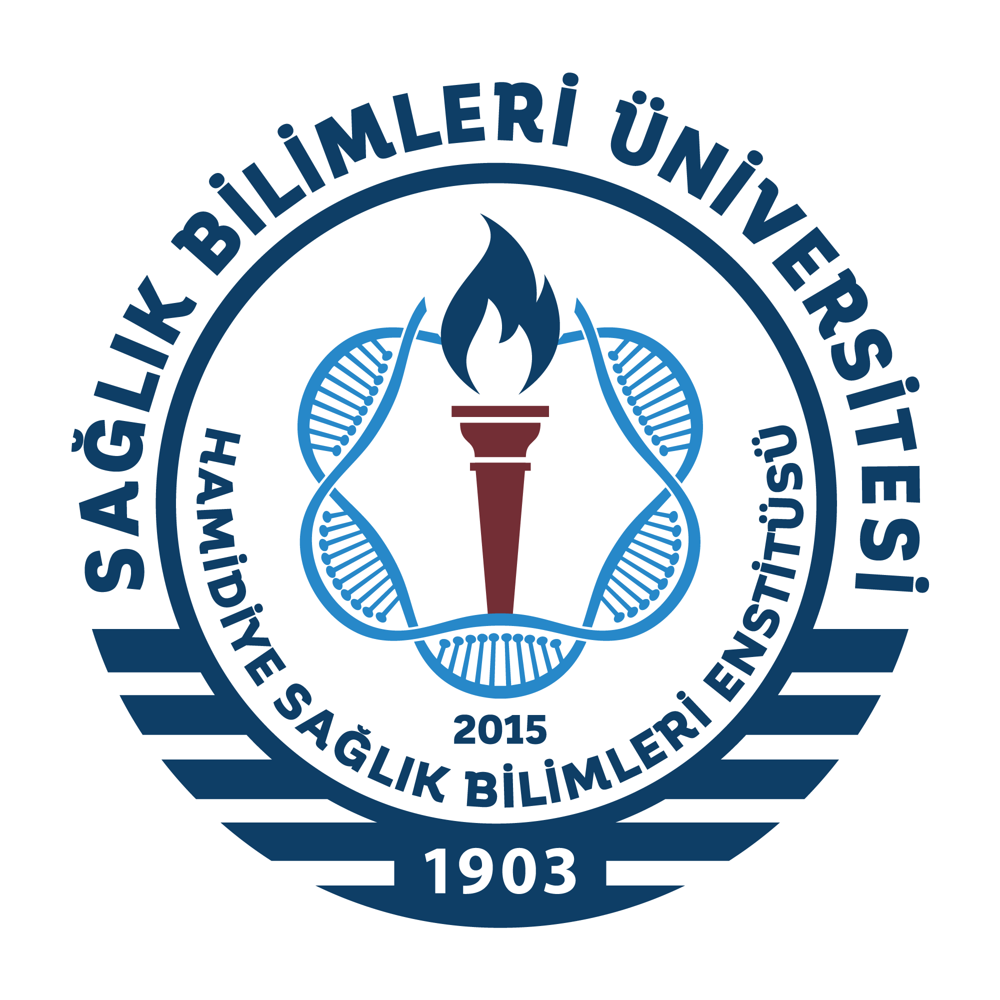 SAĞLIK BİLİMLERİ ÜNİVERSİTESİ
HAMİDİYE SAĞLIK BİLİMLERİ ENSTİTÜSÜ
2015
1903